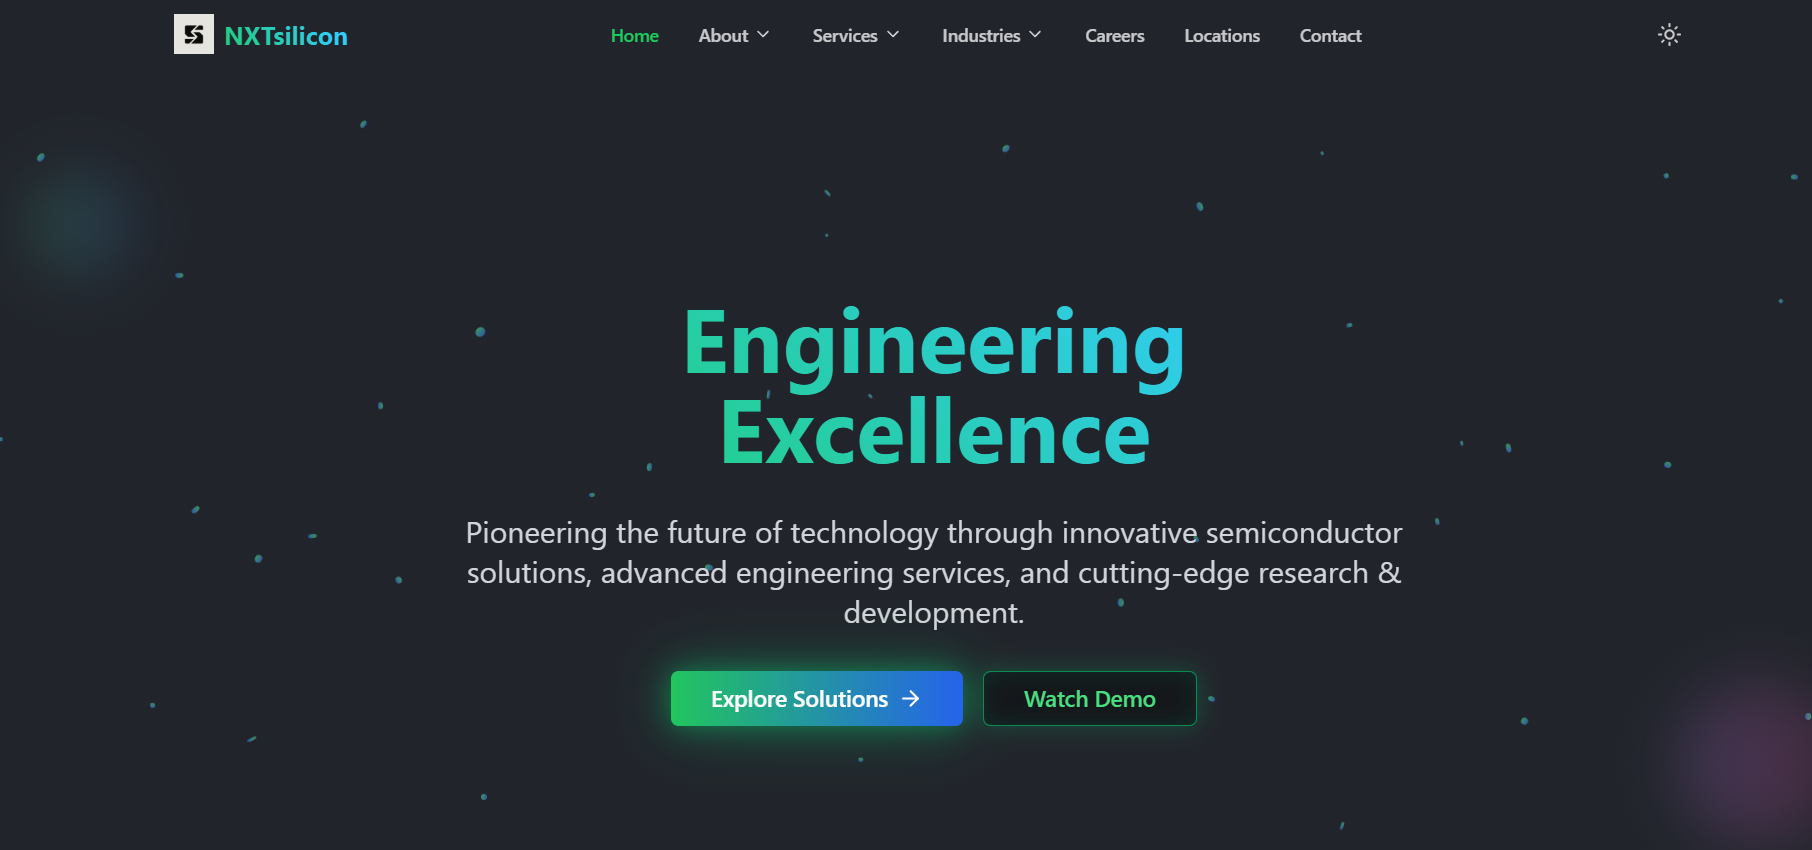 NXTsilicon
Home About Services Industries Careers Locations Contact
Engineering
Excellence
Pioneering the future of technology through innovative semiconductor
solutions, advanced engineering services, and cutting-edge research &
development.
Explore Solutions → Watch Demo